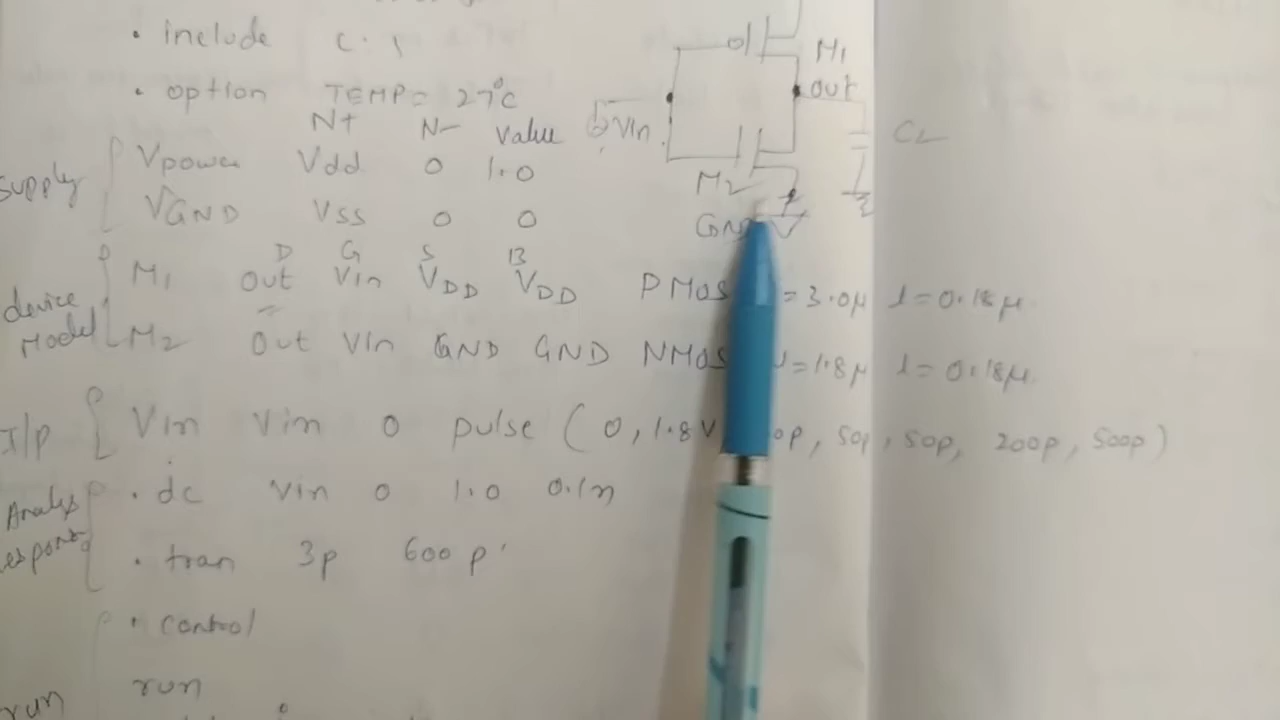 . include c.
. option TEMP= 27°C
N+ N- Value
Supply
Vpower Vdd 0 1.0
VGND VSS 0 0
D G S B
device Model
M1 out Vin VDD VDD PMOS = 3.0μ l=0.18μ
M2 out Vin GND GND NMOS =1.8μ l=0.18μ
I/p
Vin Vin 0 pulse ( 0, 1.8V 0p, 50p, 50p, 200p, 500p)
. dc Vin 0 1.0 0.1m
. tran 3p 600p
. control
run
run
M1
out
Vin
CL
M2
GND